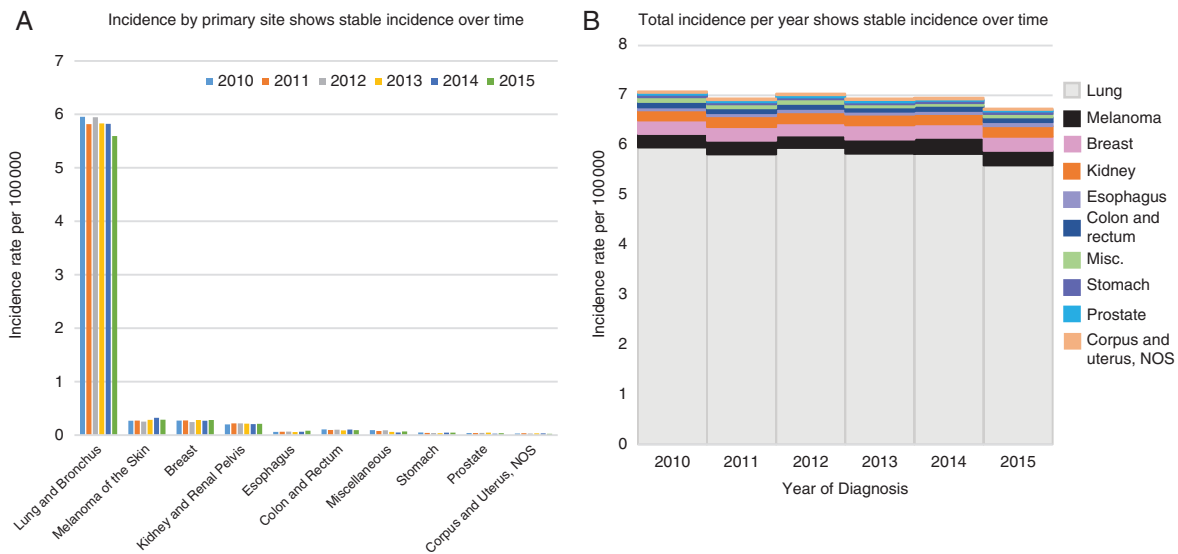 A
Incidence by primary site shows stable incidence over time
7
6
5
4
3
2
1
0
Incidence rate per 100 000
2010 2011 2012 2013 2014 2015
Lung and Bronchus
Melanoma of the Skin
Breast
Kidney and Renal Pelvis
Esophagus
Colon and Rectum
Miscellaneous
Stomach
Prostate
Corpus and Uterus, NOS
B
Total incidence per year shows stable incidence over time
8
7
6
5
4
3
2
1
0
Incidence rate per 100 000
2010 2011 2012 2013 2014 2015
Year of Diagnosis
Lung
Melanoma
Breast
Kidney
Esophagus
Colon and
rectum
Misc.
Stomach
Prostate
Corpus and
uterus, NOS